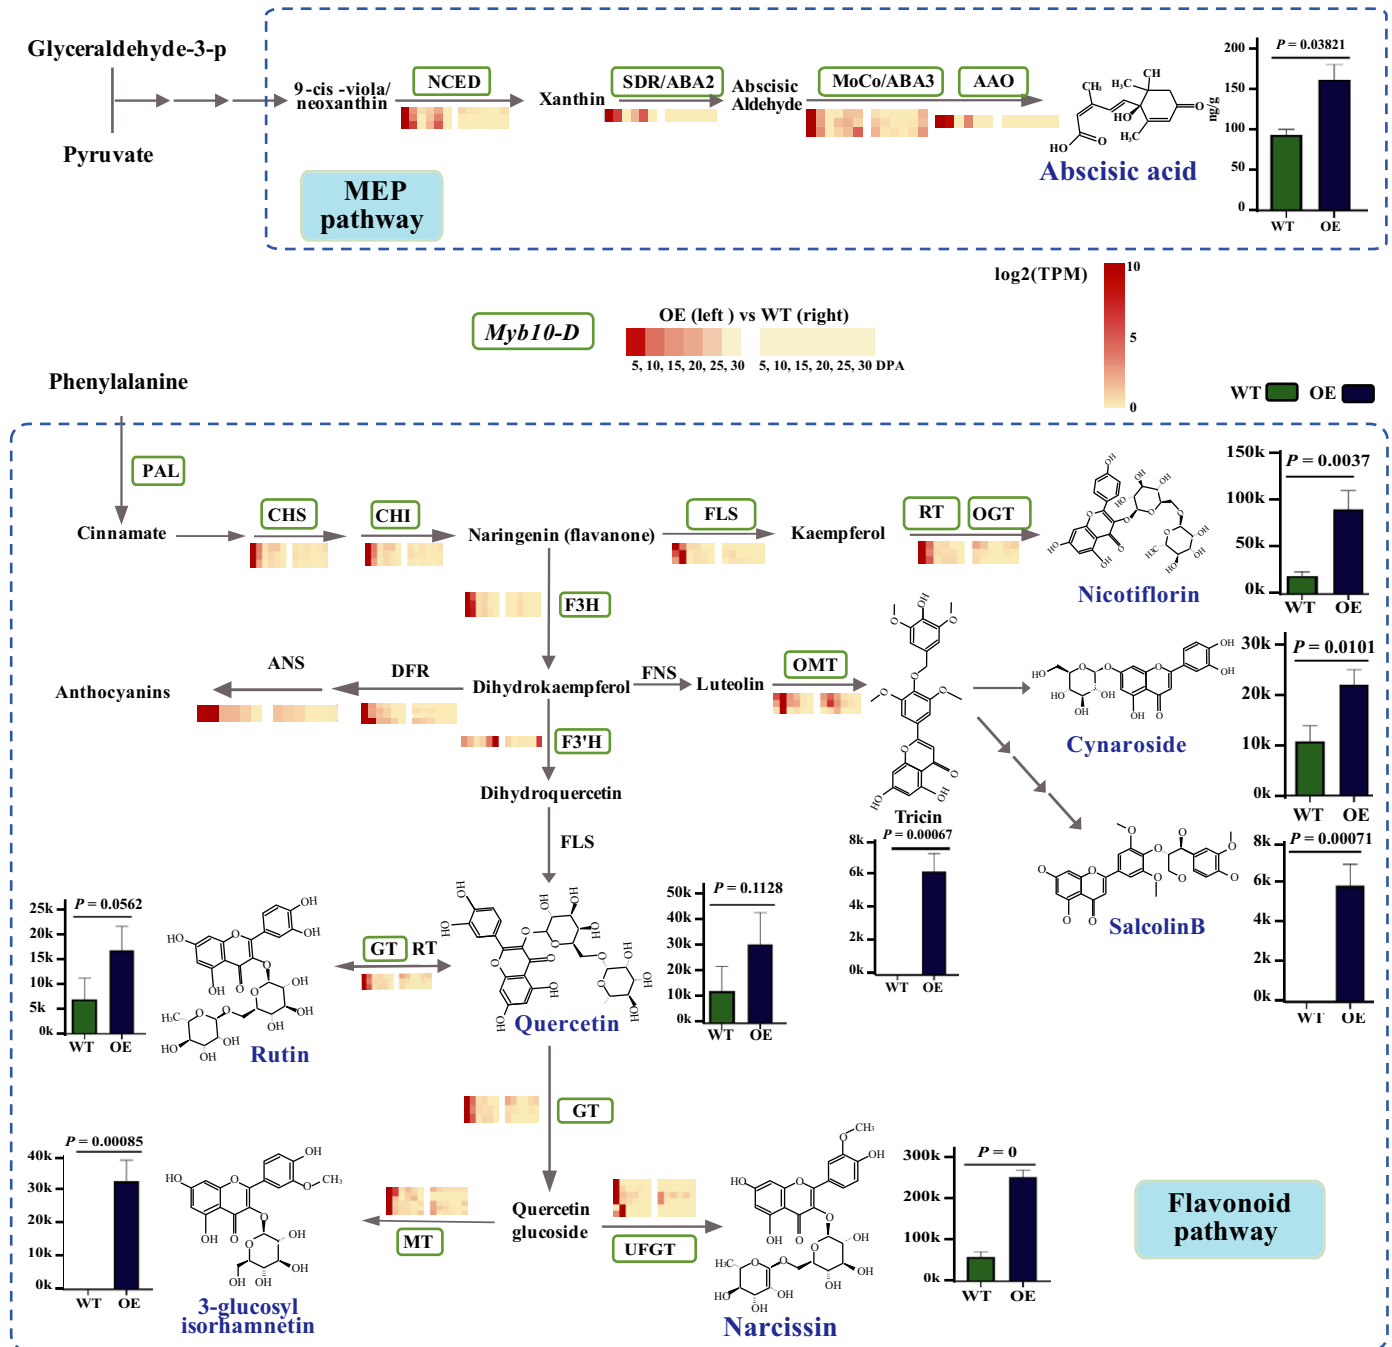 Glyceraldehyde-3-p
Pyruvate
9-cis -viola/
neoxanthin
NCED
Xanthin
SDR/ABA2
Abscisic
Aldehyde
MoCo/ABA3
AAO
CH₃
H₃C
CH
HO
O
H₃C
HO
O
Abscisic acid
MEP
pathway
P = 0.03821
ng/g
200
150
100
50
0
WT
OE
log2(TPM)
10
5
0
Myb10-D
OE (left ) vs WT (right)
5, 10, 15, 20, 25, 30
5, 10, 15, 20, 25, 30 DPA
WT
OE
Phenylalanine
PAL
Cinnamate
CHS
CHI
Naringenin (flavanone)
FLS
Kaempferol
RT
OGT
Nicotiflorin
P = 0.0037
150k
100k
50k
0k
WT
OE
F3H
Anthocyanins
ANS
DFR
Dihydrokaempferol
FNS
Luteolin
OMT
Tricin
Cynaroside
P = 0.0101
30k
20k
10k
0k
WT
OE
F3'H
Dihydroquercetin
FLS
P = 0.00067
8k
6k
4k
2k
0k
WT
OE
SalcolinB
P = 0.00071
8k
6k
4k
2k
0k
WT
OE
P = 0.0562
25k
20k
15k
10k
5k
0k
WT
OE
Rutin
GT
RT
Quercetin
P = 0.1128
50k
40k
30k
20k
10k
0k
WT
OE
GT
P = 0.00085
40k
30k
20k
10k
0k
WT
OE
3-glucosyl
isorhamnetin
MT
Quercetin
glucoside
UFGT
Narcissin
P = 0
300k
200k
100k
0k
WT
OE
Flavonoid
pathway